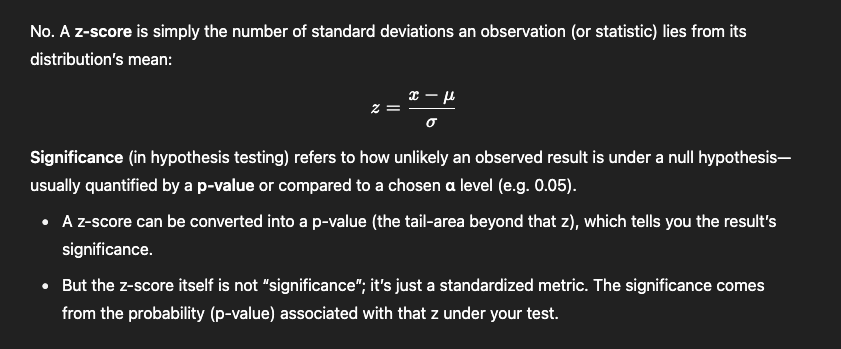 No. A z-score is simply the number of standard deviations an observation (or statistic) lies from its
distribution's mean:
z = (x − μ) / σ
Significance (in hypothesis testing) refers to how unlikely an observed result is under a null hypothesis—
usually quantified by a p-value or compared to a chosen α level (e.g. 0.05).
• A z-score can be converted into a p-value (the tail-area beyond that z), which tells you the result's
significance.
• But the z-score itself is not "significance"; it's just a standardized metric. The significance comes
from the probability (p-value) associated with that z under your test.